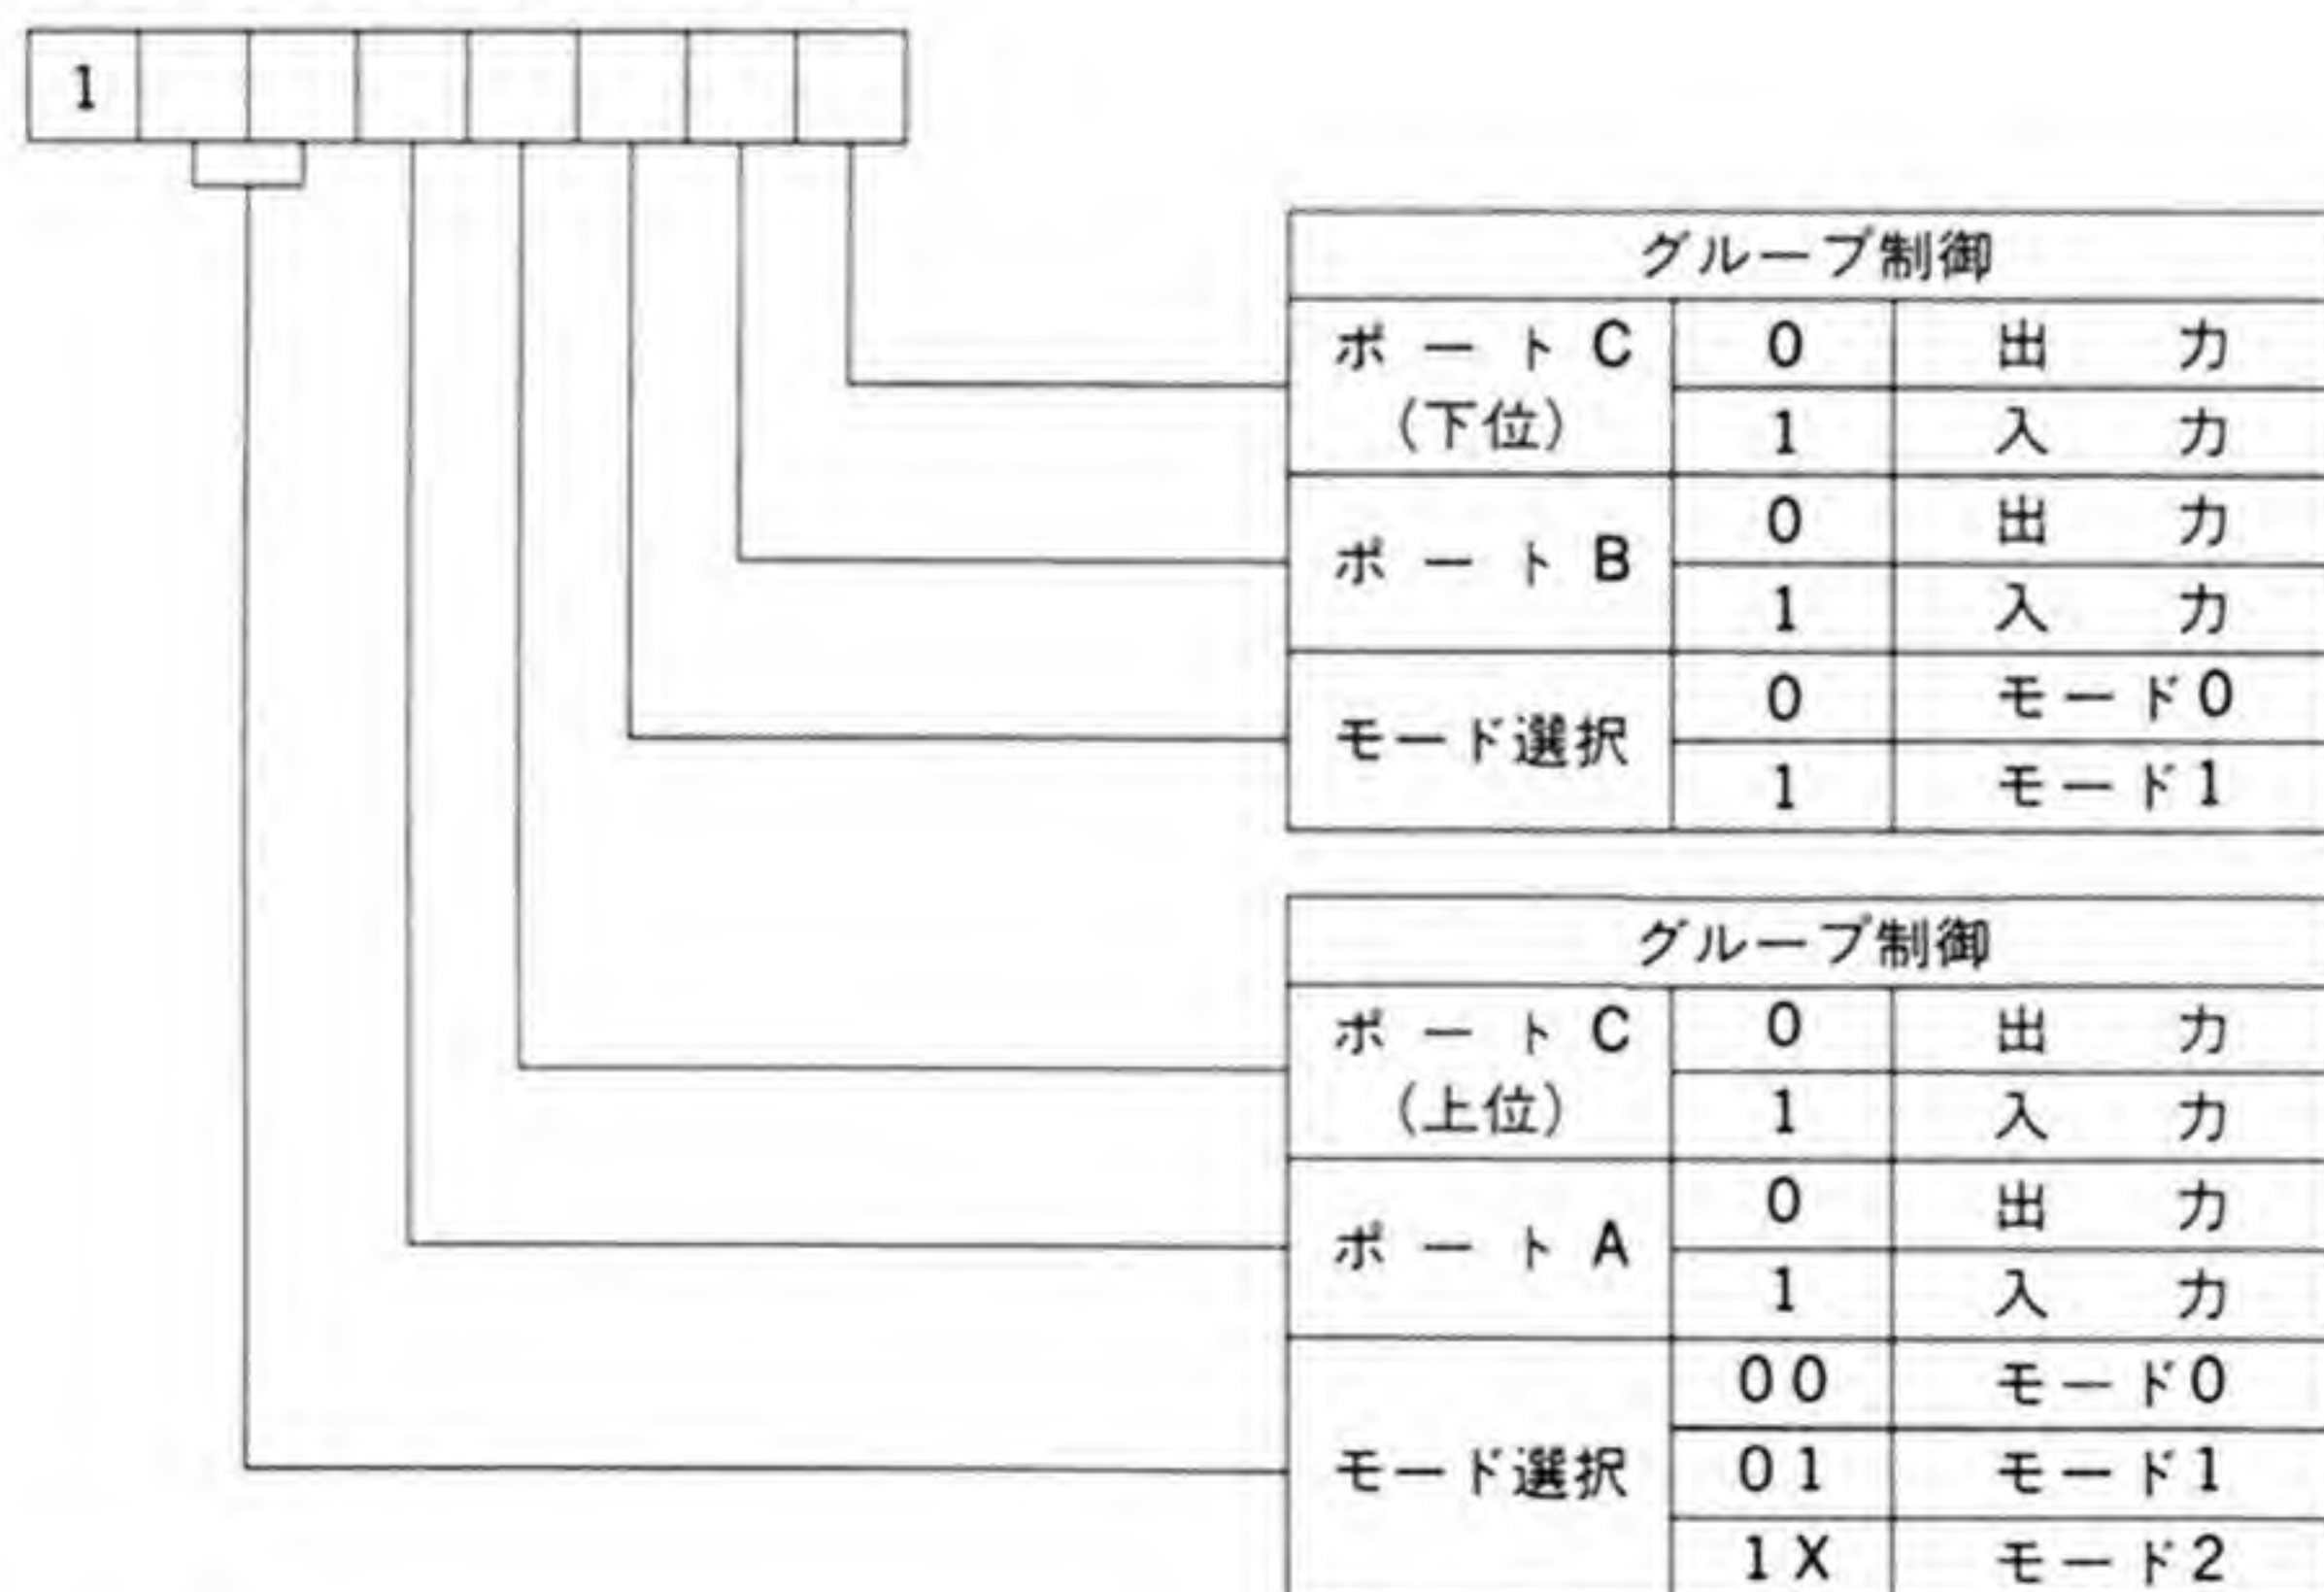 1
グループ制御
ポートC
(下位)
0 出力
1 入力
ポートB
0 出力
1 入力
モード選択
0 モード0
1 モード1
グループ制御
ポートC
(上位)
0 出力
1 入力
ポートA
0 出力
1 入力
モード選択
00 モード0
01 モード1
1X モード2